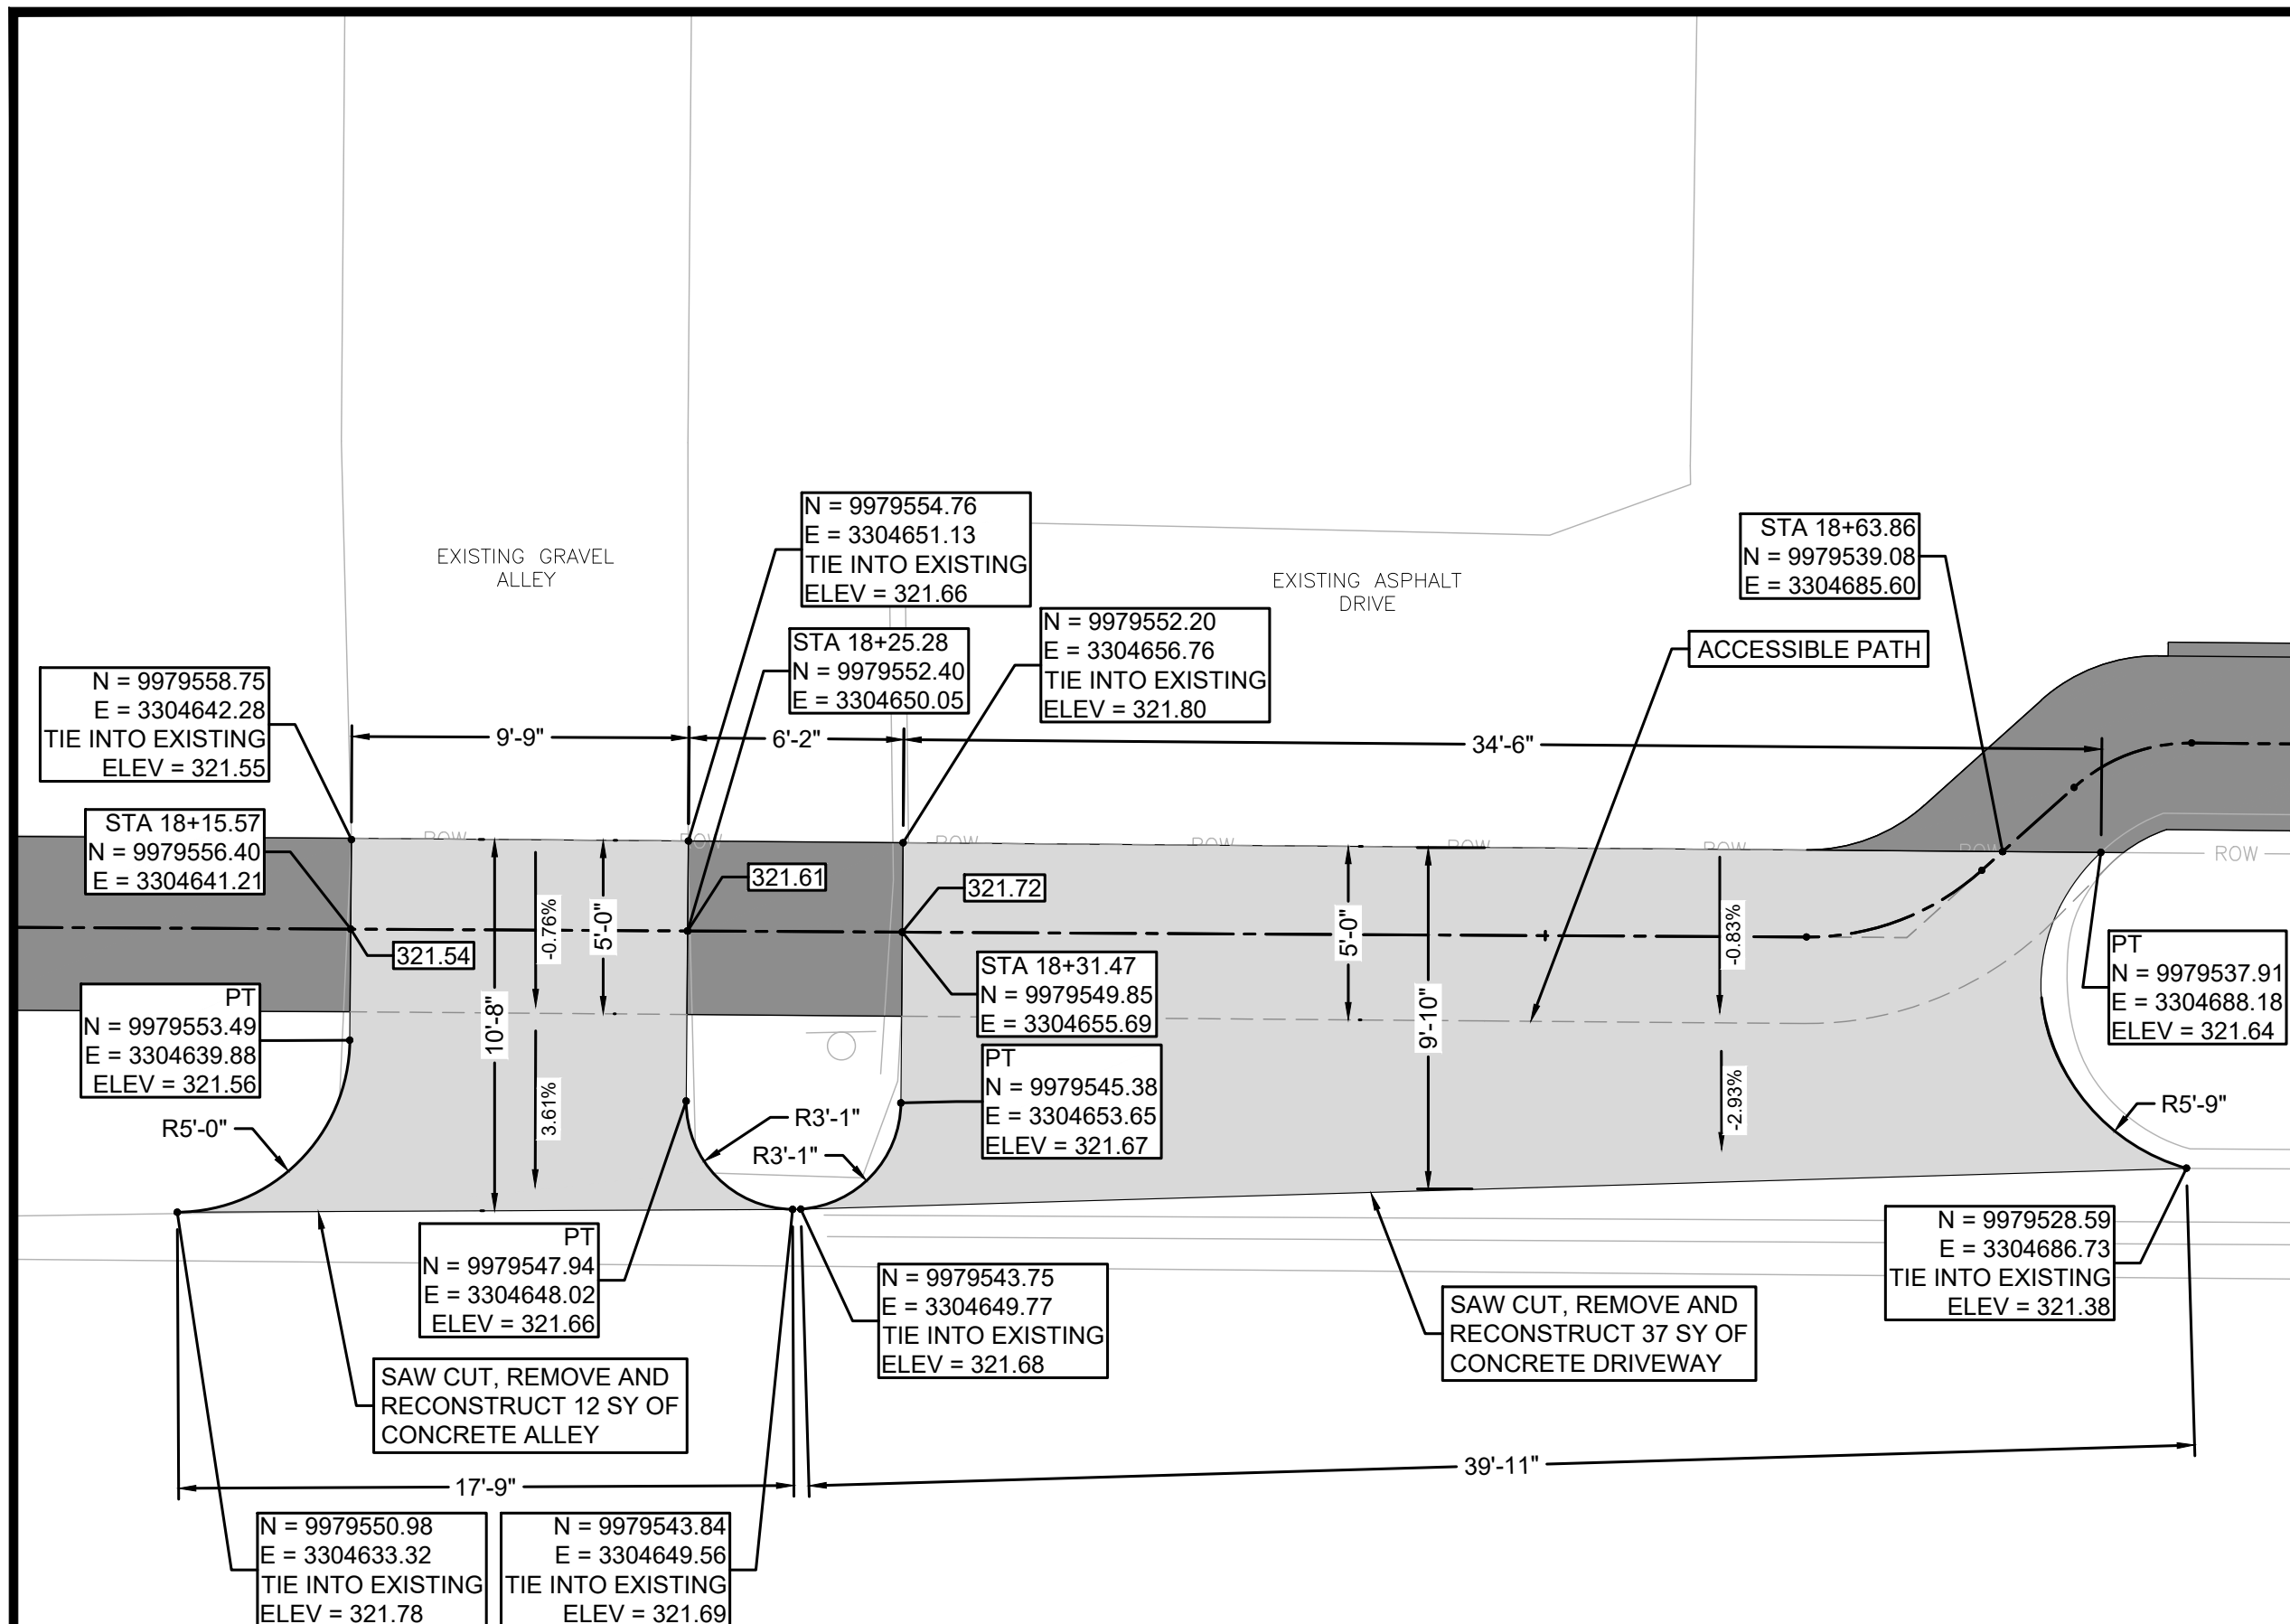 N = 9979554.76
E = 3304651.13
TIE INTO EXISTING
ELEV = 321.66
STA 18+63.86
N = 9979539.08
E = 3304685.60
EXISTING GRAVEL
ALLEY
EXISTING ASPHALT
DRIVE
N = 9979552.20
E = 3304656.76
TIE INTO EXISTING
ELEV = 321.80
STA 18+25.28
N = 9979552.40
E = 3304650.05
ACCESSIBLE PATH
N = 9979558.75
E = 3304642.28
TIE INTO EXISTING
ELEV = 321.55
9'-9"
6'-2"
34'-6"
STA 18+15.57
N = 9979556.40
E = 3304641.21
ROW
ROW
ROW
ROW
ROW
ROW
ROW
ROW
321.61
321.72
-0.76%
5'-0"
5'-0"
-0.83%
321.54
STA 18+31.47
N = 9979549.85
E = 3304655.69
PT
N = 9979537.91
E = 3304688.18
ELEV = 321.64
PT
N = 9979553.49
E = 3304639.88
ELEV = 321.56
10'-8"
9'-10"
PT
N = 9979545.38
E = 3304653.65
ELEV = 321.67
3.61%
-2.93%
R5'-0"
R3'-1"
R3'-1"
R5'-9"
PT
N = 9979547.94
E = 3304648.02
ELEV = 321.66
N = 9979528.59
E = 3304686.73
TIE INTO EXISTING
ELEV = 321.38
N = 9979543.75
E = 3304649.77
TIE INTO EXISTING
ELEV = 321.68
SAW CUT, REMOVE AND
RECONSTRUCT 37 SY OF
CONCRETE DRIVEWAY
SAW CUT, REMOVE AND
RECONSTRUCT 12 SY OF
CONCRETE ALLEY
17'-9"
39'-11"
N = 9979550.98
E = 3304633.32
TIE INTO EXISTING
ELEV = 321.78
N = 9979543.84
E = 3304649.56
TIE INTO EXISTING
ELEV = 321.69